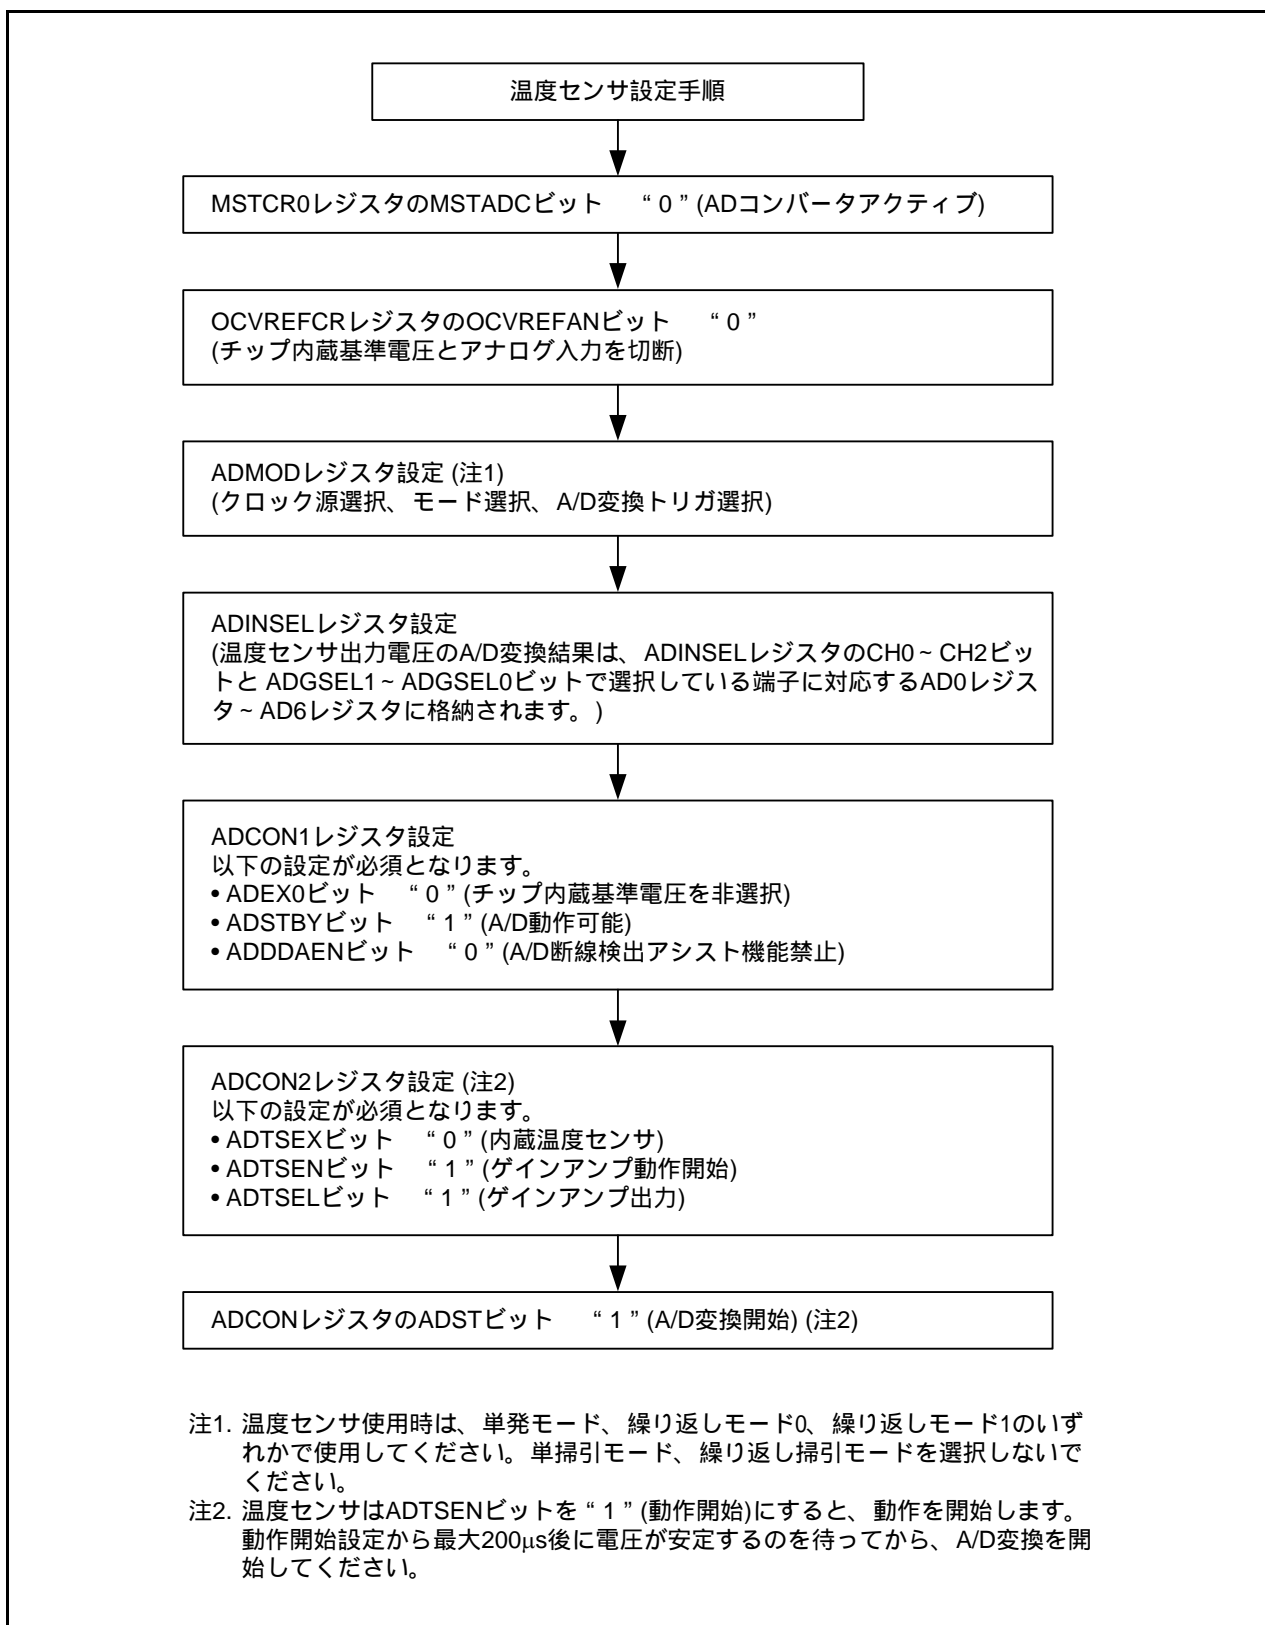 温度センサ設定手順
MSTCR0レジスタのMSTADCビット “ 0 ” (ADコンバータアクティブ)
OCVREFCRレジスタのOCVREFANビット “ 0 ”
(チップ内蔵基準電圧とアナログ入力を切断)
ADMODレジスタ設定 (注1)
(クロック源選択、モード選択、A/D変換トリガ選択)
ADINSELレジスタ設定
(温度センサ出力電圧のA/D変換結果は、ADINSELレジスタのCH0 ~ CH2ビッ
トと ADGSEL1 ~ ADGSEL0ビットで選択している端子に対応するAD0レジス
タ ~ AD6レジスタに格納されます。)
ADCON1レジスタ設定
以下の設定が必須となります。
• ADEX0ビット “ 0 ” (チップ内蔵基準電圧を非選択)
• ADSTBYビット “ 1 ” (A/D動作可能)
• ADDDAENビット “ 0 ” (A/D断線検出アシスト機能禁止)
ADCON2レジスタ設定 (注2)
以下の設定が必須となります。
• ADTSEXビット “ 0 ” (内蔵温度センサ)
• ADTSENビット “ 1 ” (ゲインアンプ動作開始)
• ADTSELビット “ 1 ” (ゲインアンプ出力)
ADCONレジスタのADSTビット “ 1 ” (A/D変換開始) (注2)
注1. 温度センサ使用時は、単発モード、繰り返しモード0、繰り返しモード1のいず
れかで使用してください。単掃引モード、繰り返し掃引モードを選択しないで
ください。
注2. 温度センサはADTSENビットを “ 1 ” (動作開始)にすると、動作を開始します。
動作開始設定から最大200μs後に電圧が安定するのを待ってから、A/D変換を開
始してください。